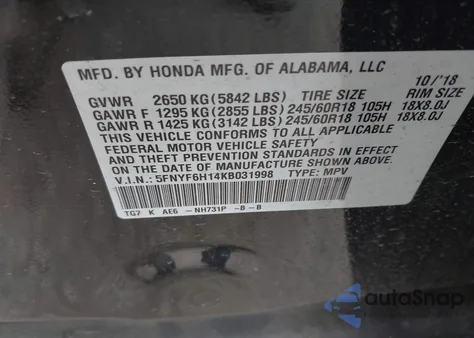 MFD. BY HONDA MFG. OF ALABAMA, LLC 10/'18
GVWR 2650 KG (5842 LBS) TIRE SIZE RIM SIZE
GAWR F 1295 KG (2855 LBS) 245/60R18 105H 18X8.0J
GAWR R 1425 KG (3142 LBS) 245/60R18 105H 18X8.0J
THIS VEHICLE CONFORMS TO ALL APPLICABLE
FEDERAL MOTOR VEHICLE SAFETY
AND THEFT PREVENTION STANDARDS IN EFFECT
ON THE DATE OF MANUFACTURE SHOWN ABOVE.
V.I.N.: 5FNYF6H14KB031998 TYPE: MPV
TG7 K AE6 -NH731P -B-B
autoSnap